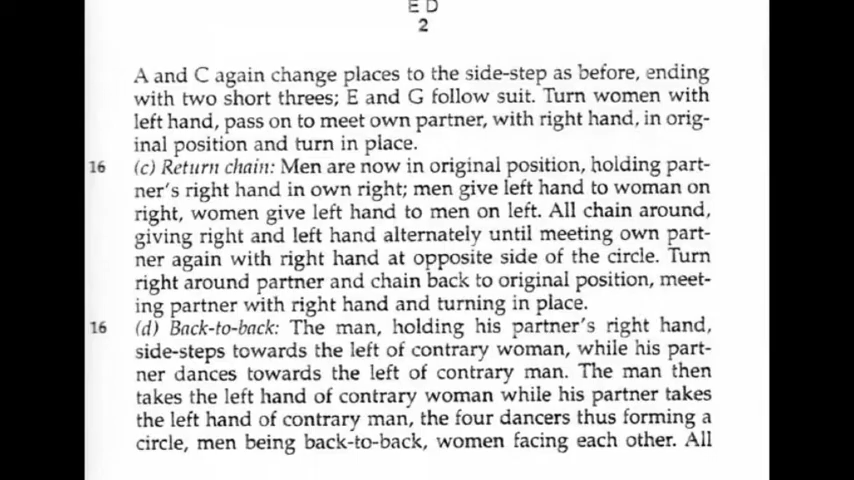 E D
2
A and C again change places to the side-step as before, ending
with two short threes; E and G follow suit. Turn women with
left hand, pass on to meet own partner, with right hand, in orig-
inal position and turn in place.
16 (c) Return chain: Men are now in original position, holding part-
ner's right hand in own right; men give left hand to woman on
right, women give left hand to men on left. All chain around,
giving right and left hand alternately until meeting own part-
ner again with right hand at opposite side of the circle. Turn
right around partner and chain back to original position, meet-
ing partner with right hand and turning in place.
16 (d) Back-to-back: The man, holding his partner's right hand,
side-steps towards the left of contrary woman, while his part-
ner dances towards the left of contrary man. The man then
takes the left hand of contrary woman while his partner takes
the left hand of contrary man, the four dancers thus forming a
circle, men being back-to-back, women facing each other. All